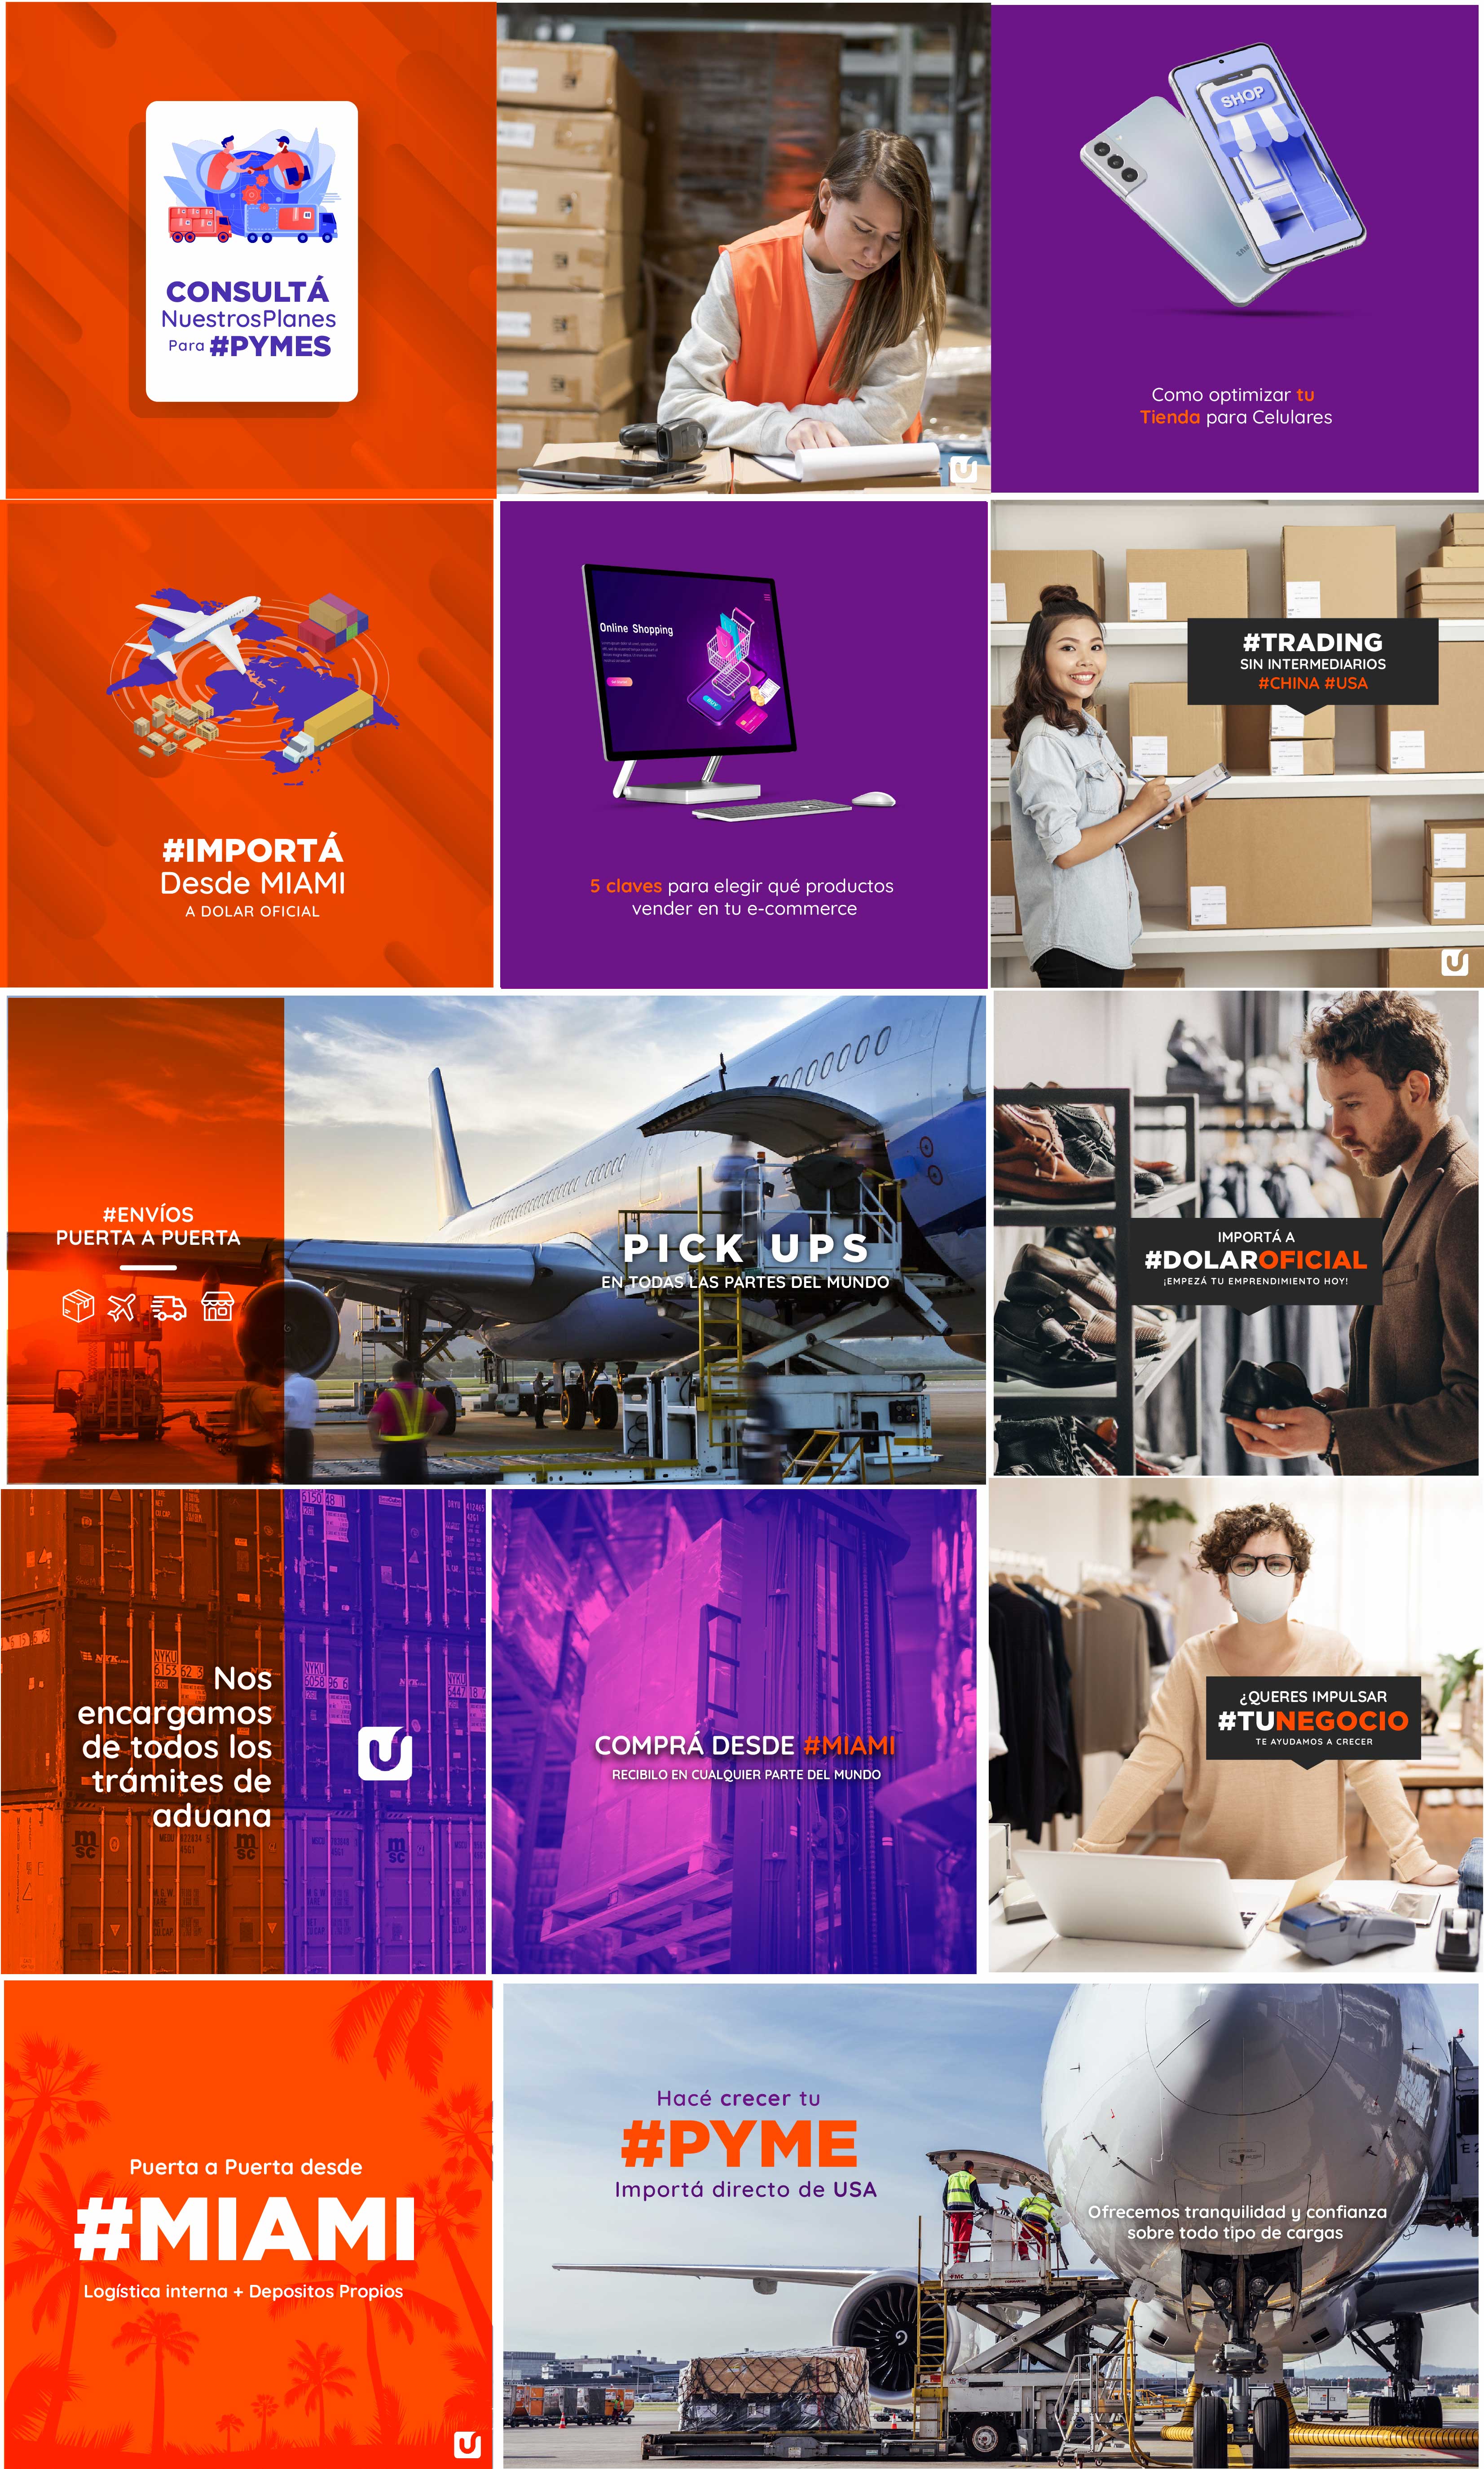 CONSULTÁ
NuestrosPlanes
Para #PYMES
SHOP
Como optimizar tu
Tienda para Celulares
#IMPORTÁ
Desde MIAMI
A DOLAR OFICIAL
Online Shopping
5 claves para elegir qué productos
vender en tu e-commerce
#TRADING
SIN INTERMEDIARIOS
#CHINA #USA
#ENVÍOS
PUERTA A PUERTA
PICK UPS
EN TODAS LAS PARTES DEL MUNDO
IMPORTÁ A
#DOLAROFICIAL
¡EMPEZÁ TU EMPRENDIMIENTO HOY!
Nos
encargamos
de todos los
trámites de
aduana
COMPRÁ DESDE #MIAMI
RECIBILO EN CUALQUIER PARTE DEL MUNDO
¿QUERES IMPULSAR
#TUNEGOCIO
TE AYUDAMOS A CRECER
Puerta a Puerta desde
#MIAMI
Logística interna + Depositos Propios
Hacé crecer tu
#PYME
Importá directo de USA
Ofrecemos tranquilidad y confianza
sobre todo tipo de cargas